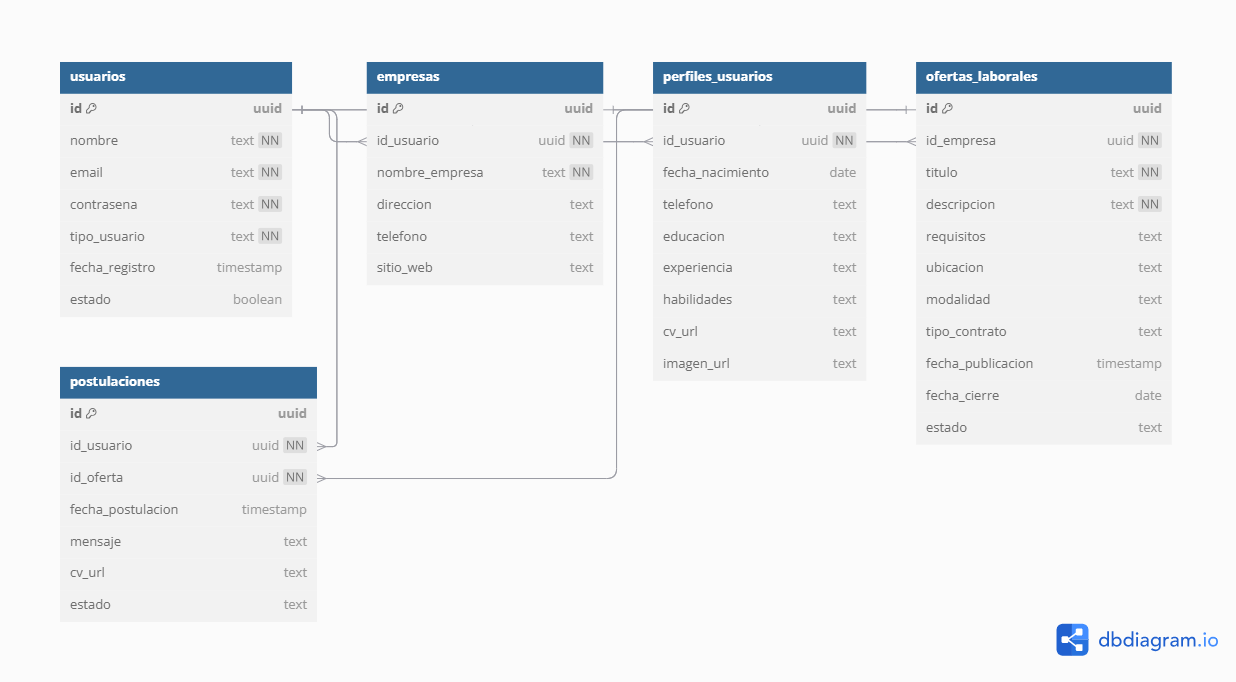 usuarios
id uuid
nombre text NN
email text NN
contrasena text NN
tipo_usuario text NN
fecha_registro timestamp
estado boolean
empresas
id uuid
id_usuario uuid NN
nombre_empresa text NN
direccion text
telefono text
sitio_web text
perfiles_usuarios
id uuid
id_usuario uuid NN
fecha_nacimiento date
telefono text
educacion text
experiencia text
habilidades text
cv_url text
imagen_url text
ofertas_laborales
id uuid
id_empresa uuid NN
titulo text NN
descripcion text NN
requisitos text
ubicacion text
modalidad text
tipo_contrato text
fecha_publicacion timestamp
fecha_cierre date
estado text
postulaciones
id uuid
id_usuario uuid NN
id_oferta uuid NN
fecha_postulacion timestamp
mensaje text
cv_url text
estado text
dbdiagram.io